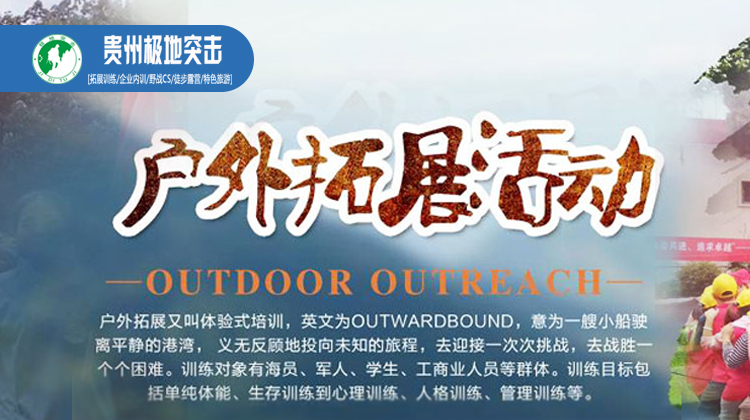 贵州极地突击
[拓展训练/企业内训/野战CS/徒步露营/特色旅游]
户外拓展活动
OUTDOOR OUTREACH
户外拓展又叫体验式培训，英文为OUTWARDBOUND，意为一艘小船驶
离平静的港湾， 义无反顾地投向未知的旅程，去迎接一次次挑战，去战胜一
个个困难。训练对象有海员、军人、学生、工商业人员等群体。训练目标包
括单纯体能、生存训练到心理训练、人格训练、管理训练等。
共进、追求卓越